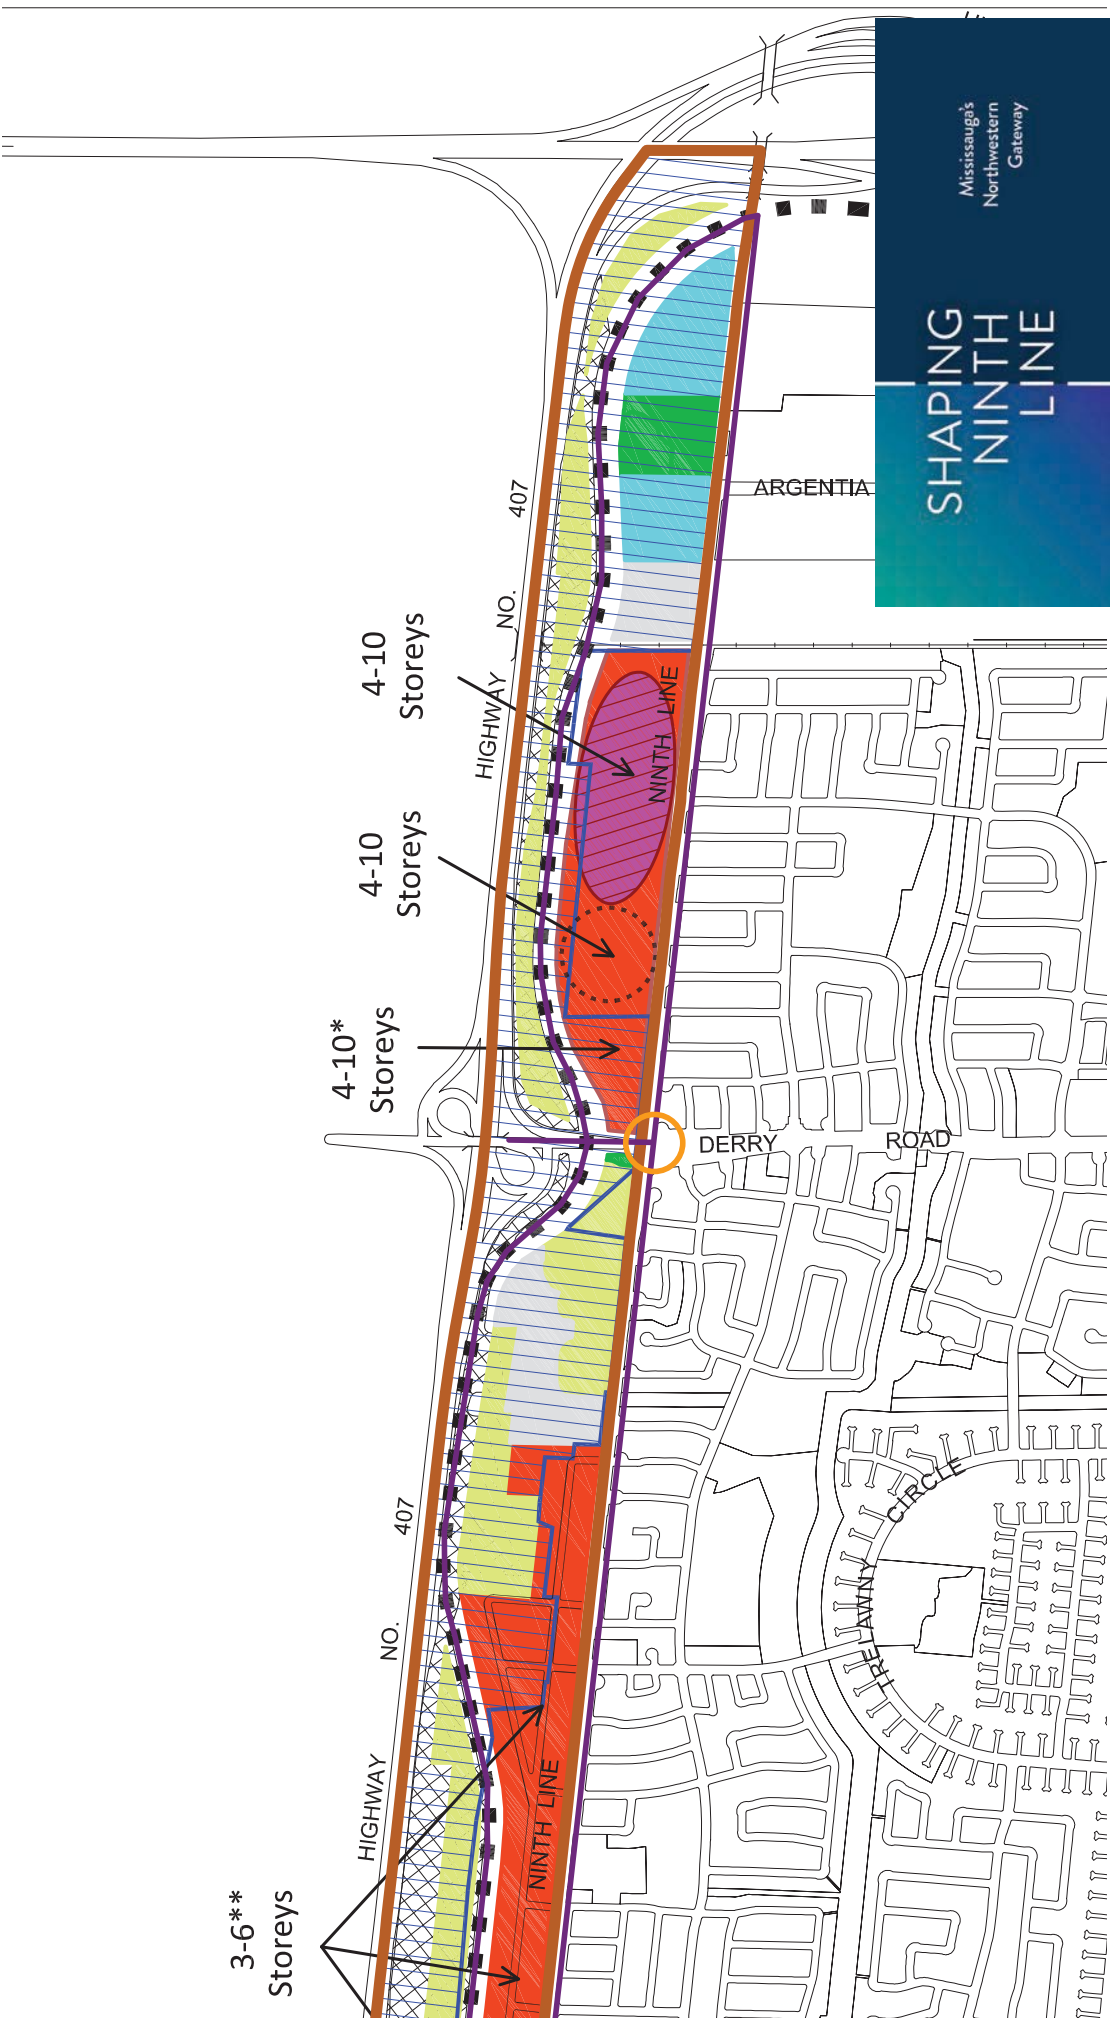 Mississauga's
Northwestern
Gateway
SHAPING
NINTH
LINE
ARGENTIA
407
NO.
HIGHWAY
4-10
Storeys
NINTH LINE
4-10
Storeys
4-10*
Storeys
DERRY ROAD
407
NO.
HIGHWAY
TRELAWNY CIRCLE
NINTH LINE
3-6**
Storeys